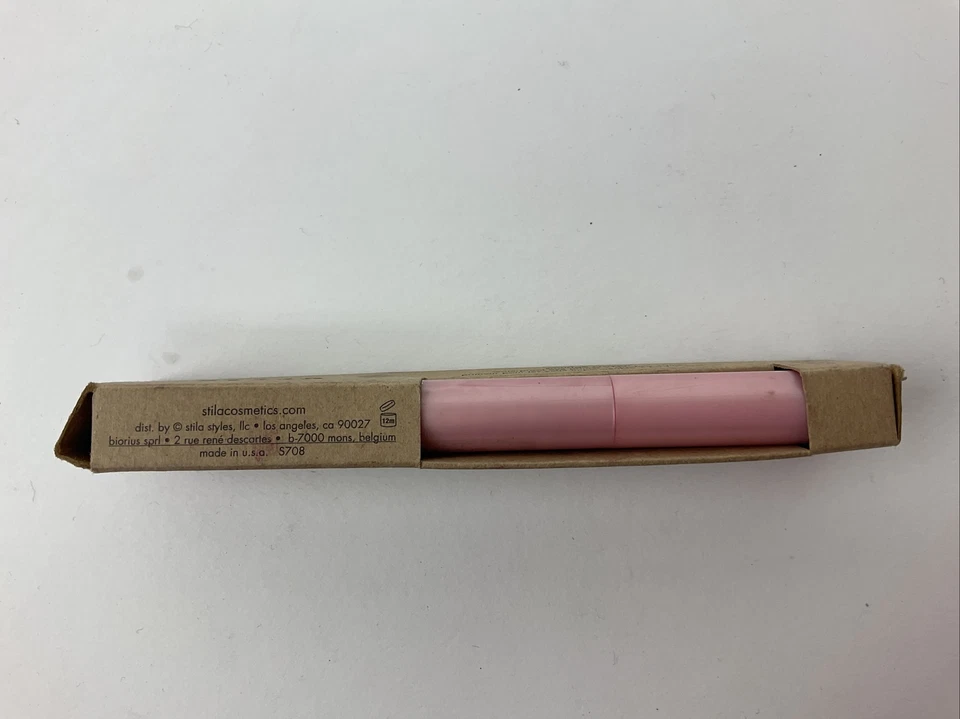 stilacosmetics.com
dist. by © stila styles, llc • los angeles, ca 90027
biorius sprl • 2 rue rené descartes • b-7000 mons, belgium
made in u.s.a. S708
12m